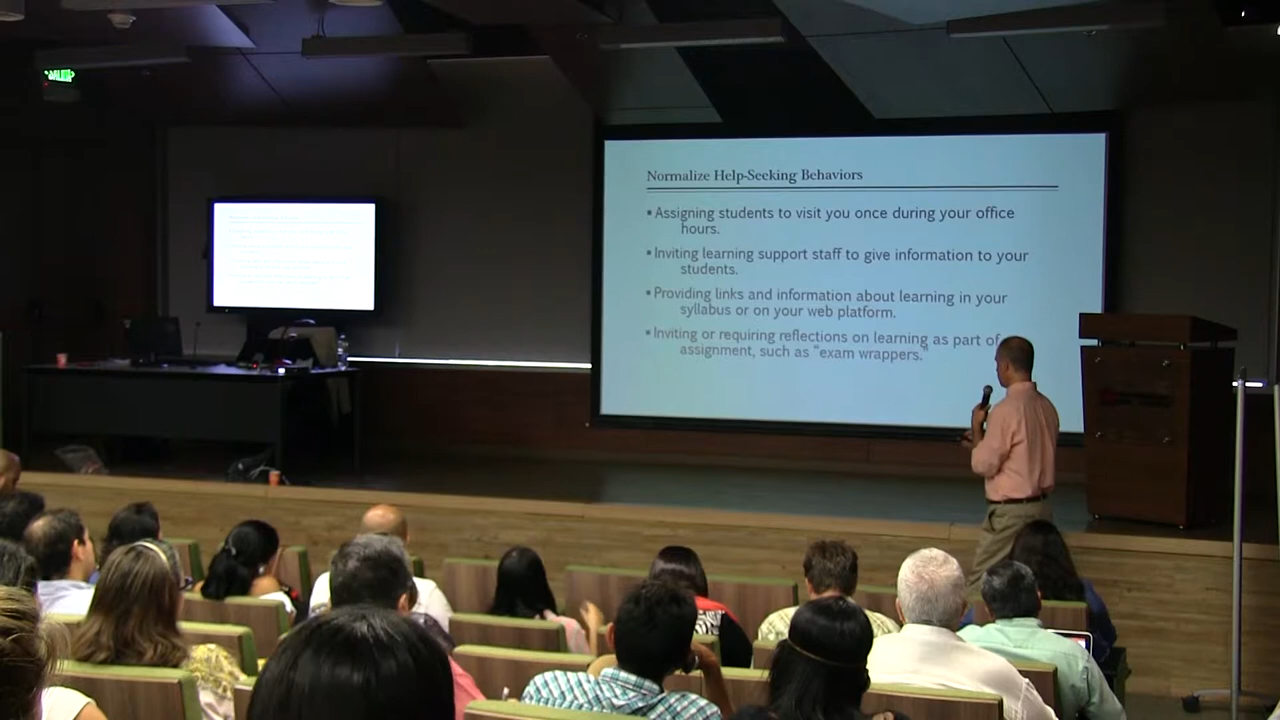 SALIDA
Normalize Help-Seeking Behaviors
▪ Assigning students to visit you once during your office
hours.
▪ Inviting learning support staff to give information to your
students.
▪ Providing links and information about learning in your
syllabus or on your web platform.
▪ Inviting or requiring reflections on learning as part of
assignment, such as "exam wrappers."